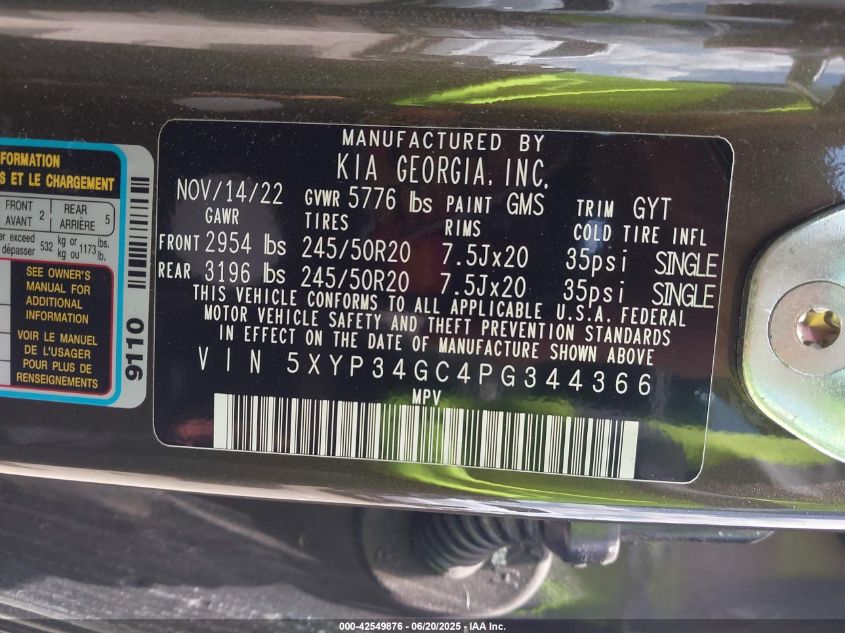 NFORMATION
S ET LE CHARGEMENT
FRONT AVANT 2 REAR ARRIÈRE 5
er exceed
dépasser 532 kg or kg ou 1173 lbs. lb.
SEE OWNER'S
MANUAL FOR
ADDITIONAL
INFORMATION
VOIR LE MANUEL
DE L'USAGER
POUR PLUS DE
RENSEIGNEMENTS
9110
MANUFACTURED BY
KIA GEORGIA, INC.
NOV/14/22 GVWR 5776 lbs PAINT GMS TRIM GYT
GAWR TIRES RIMS COLD TIRE INFL
FRONT 2954 lbs 245/50R20 7.5Jx20 35psi SINGLE
REAR 3196 lbs 245/50R20 7.5Jx20 35psi SINGLE
THIS VEHICLE CONFORMS TO ALL APPLICABLE U.S.A. FEDERAL
MOTOR VEHICLE SAFETY AND THEFT PREVENTION STANDARDS
IN EFFECT ON THE DATE OF MANUFACTURE SHOWN ABOVE
VIN 5XYP34GC4PG344366
MPV
000-42549876 - 06/20/2025 - IAA Inc.